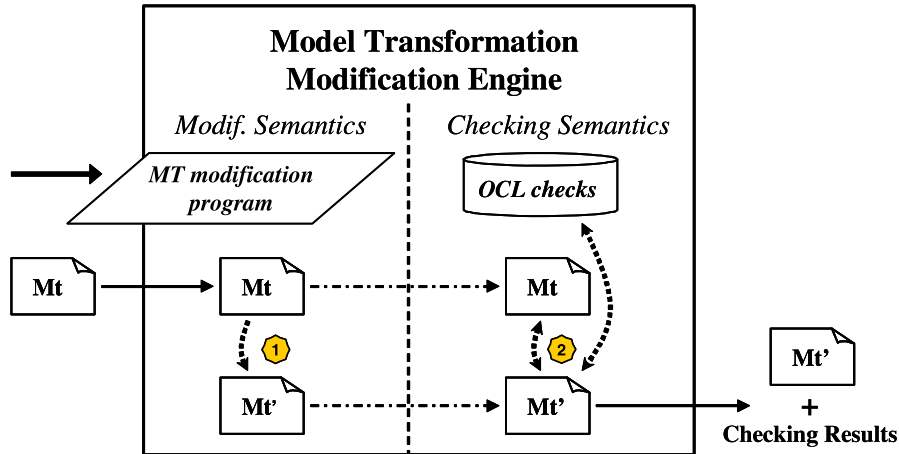 Model Transformation
Modification Engine
Modif. Semantics
Checking Semantics
MT modification
program
OCL checks
Mt
Mt
Mt
1
2
Mt'
Mt'
Mt’
+
Checking Results